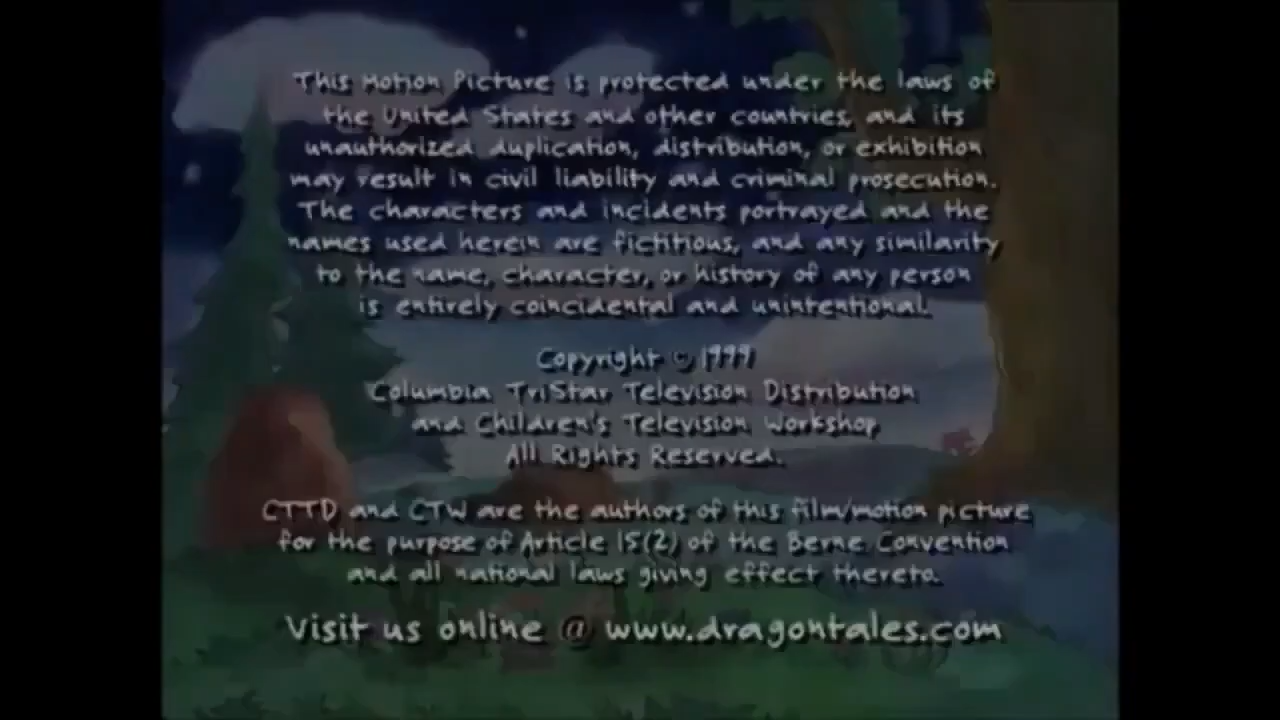 This Motion Picture is protected under the laws of
the United States and other countries, and its
unauthorized duplication, distribution, or exhibition
may result in civil liability and criminal prosecution.
The characters and incidents portrayed and the
names used herein are fictitious, and any similarity
to the name, character, or history of any person
is entirely coincidental and unintentional.
Copyright © 1999
Columbia TriStar Television Distribution
and Children's Television Workshop
All Rights Reserved.
CTTD and CTW are the authors of this film/motion picture
for the purpose of Article 15(2) of the Berne Convention
and all national laws giving effect thereto.
Visit us online @ www.dragontales.com